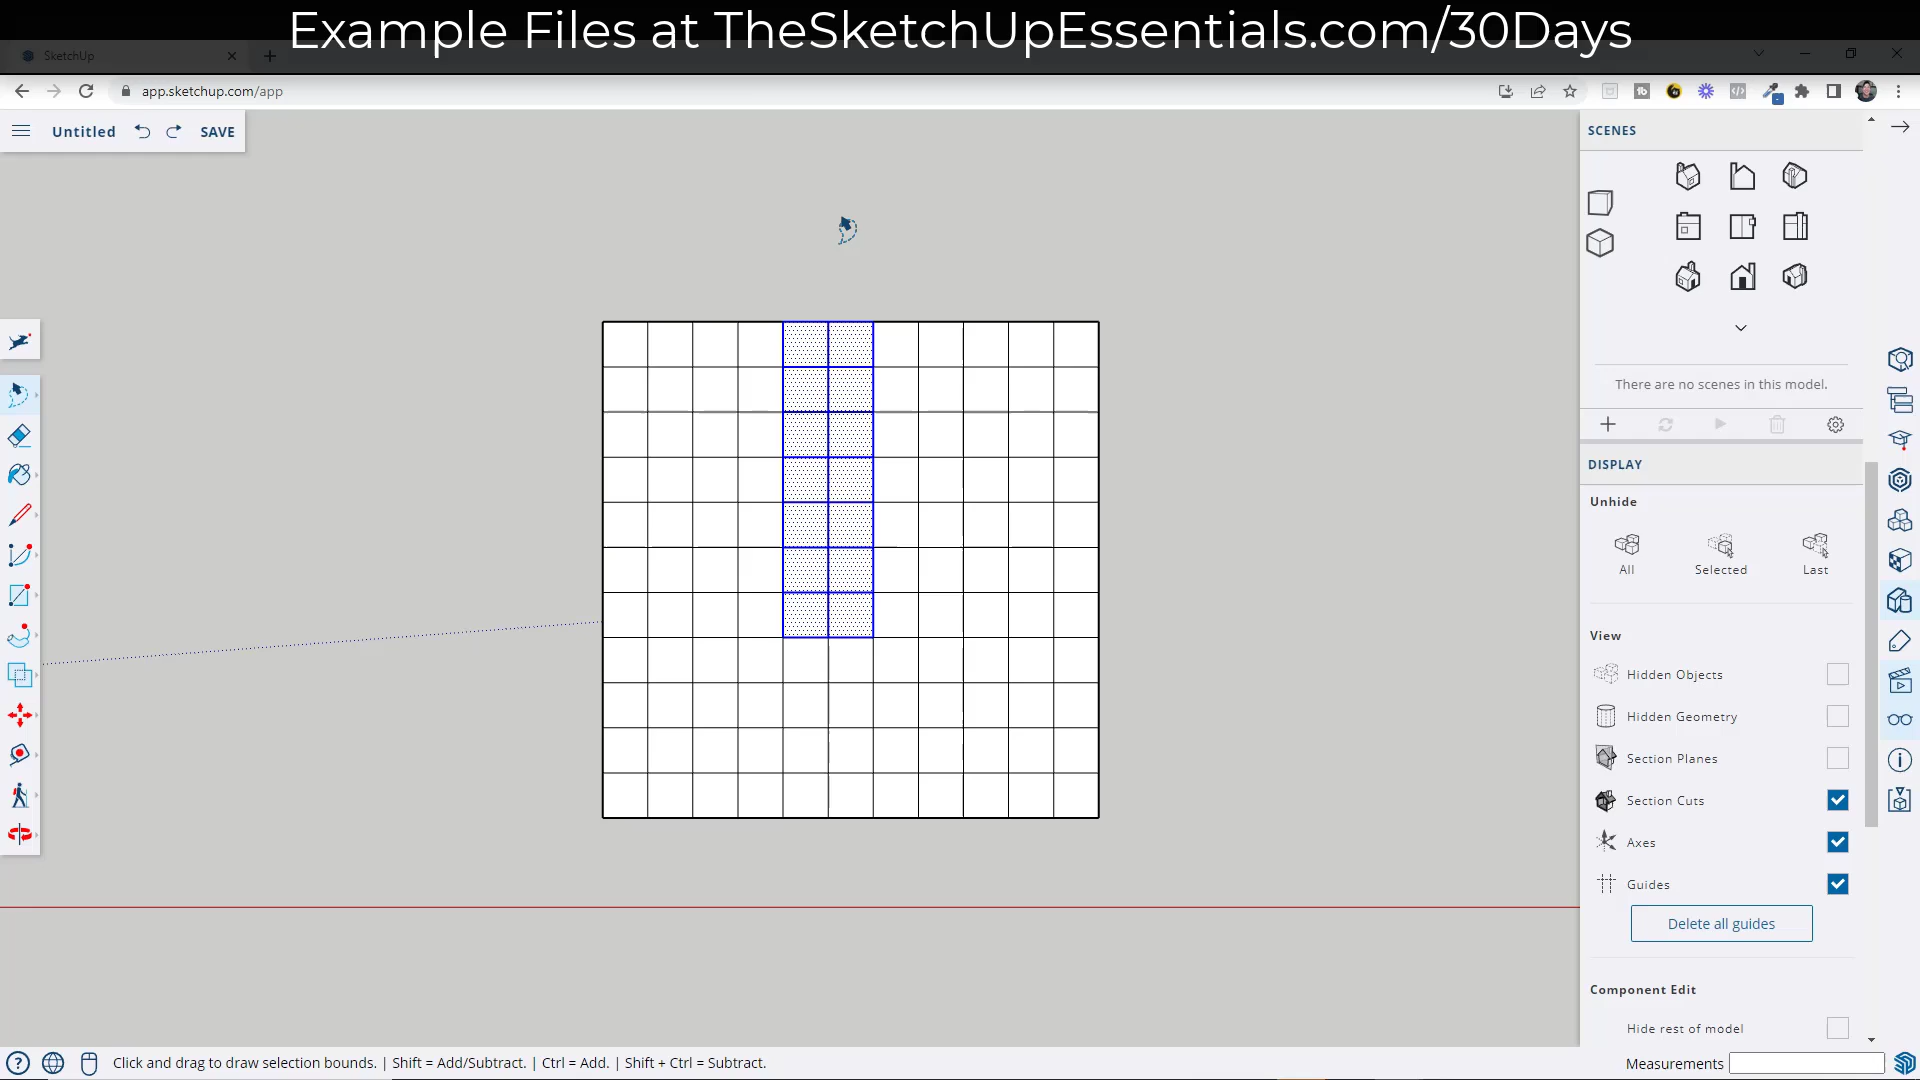 Example Files at TheSketchUpEssentials.com/30Days
SketchUp
app.sketchup.com/app
Untitled
SAVE
SCENES
There are no scenes in this model.
DISPLAY
Unhide
All
Selected
Last
View
Hidden Objects
Hidden Geometry
Section Planes
Section Cuts
Axes
Guides
Delete all guides
Component Edit
Hide rest of model
Click and drag to draw selection bounds. | Shift = Add/Subtract. | Ctrl = Add. | Shift + Ctrl = Subtract.
Measurements